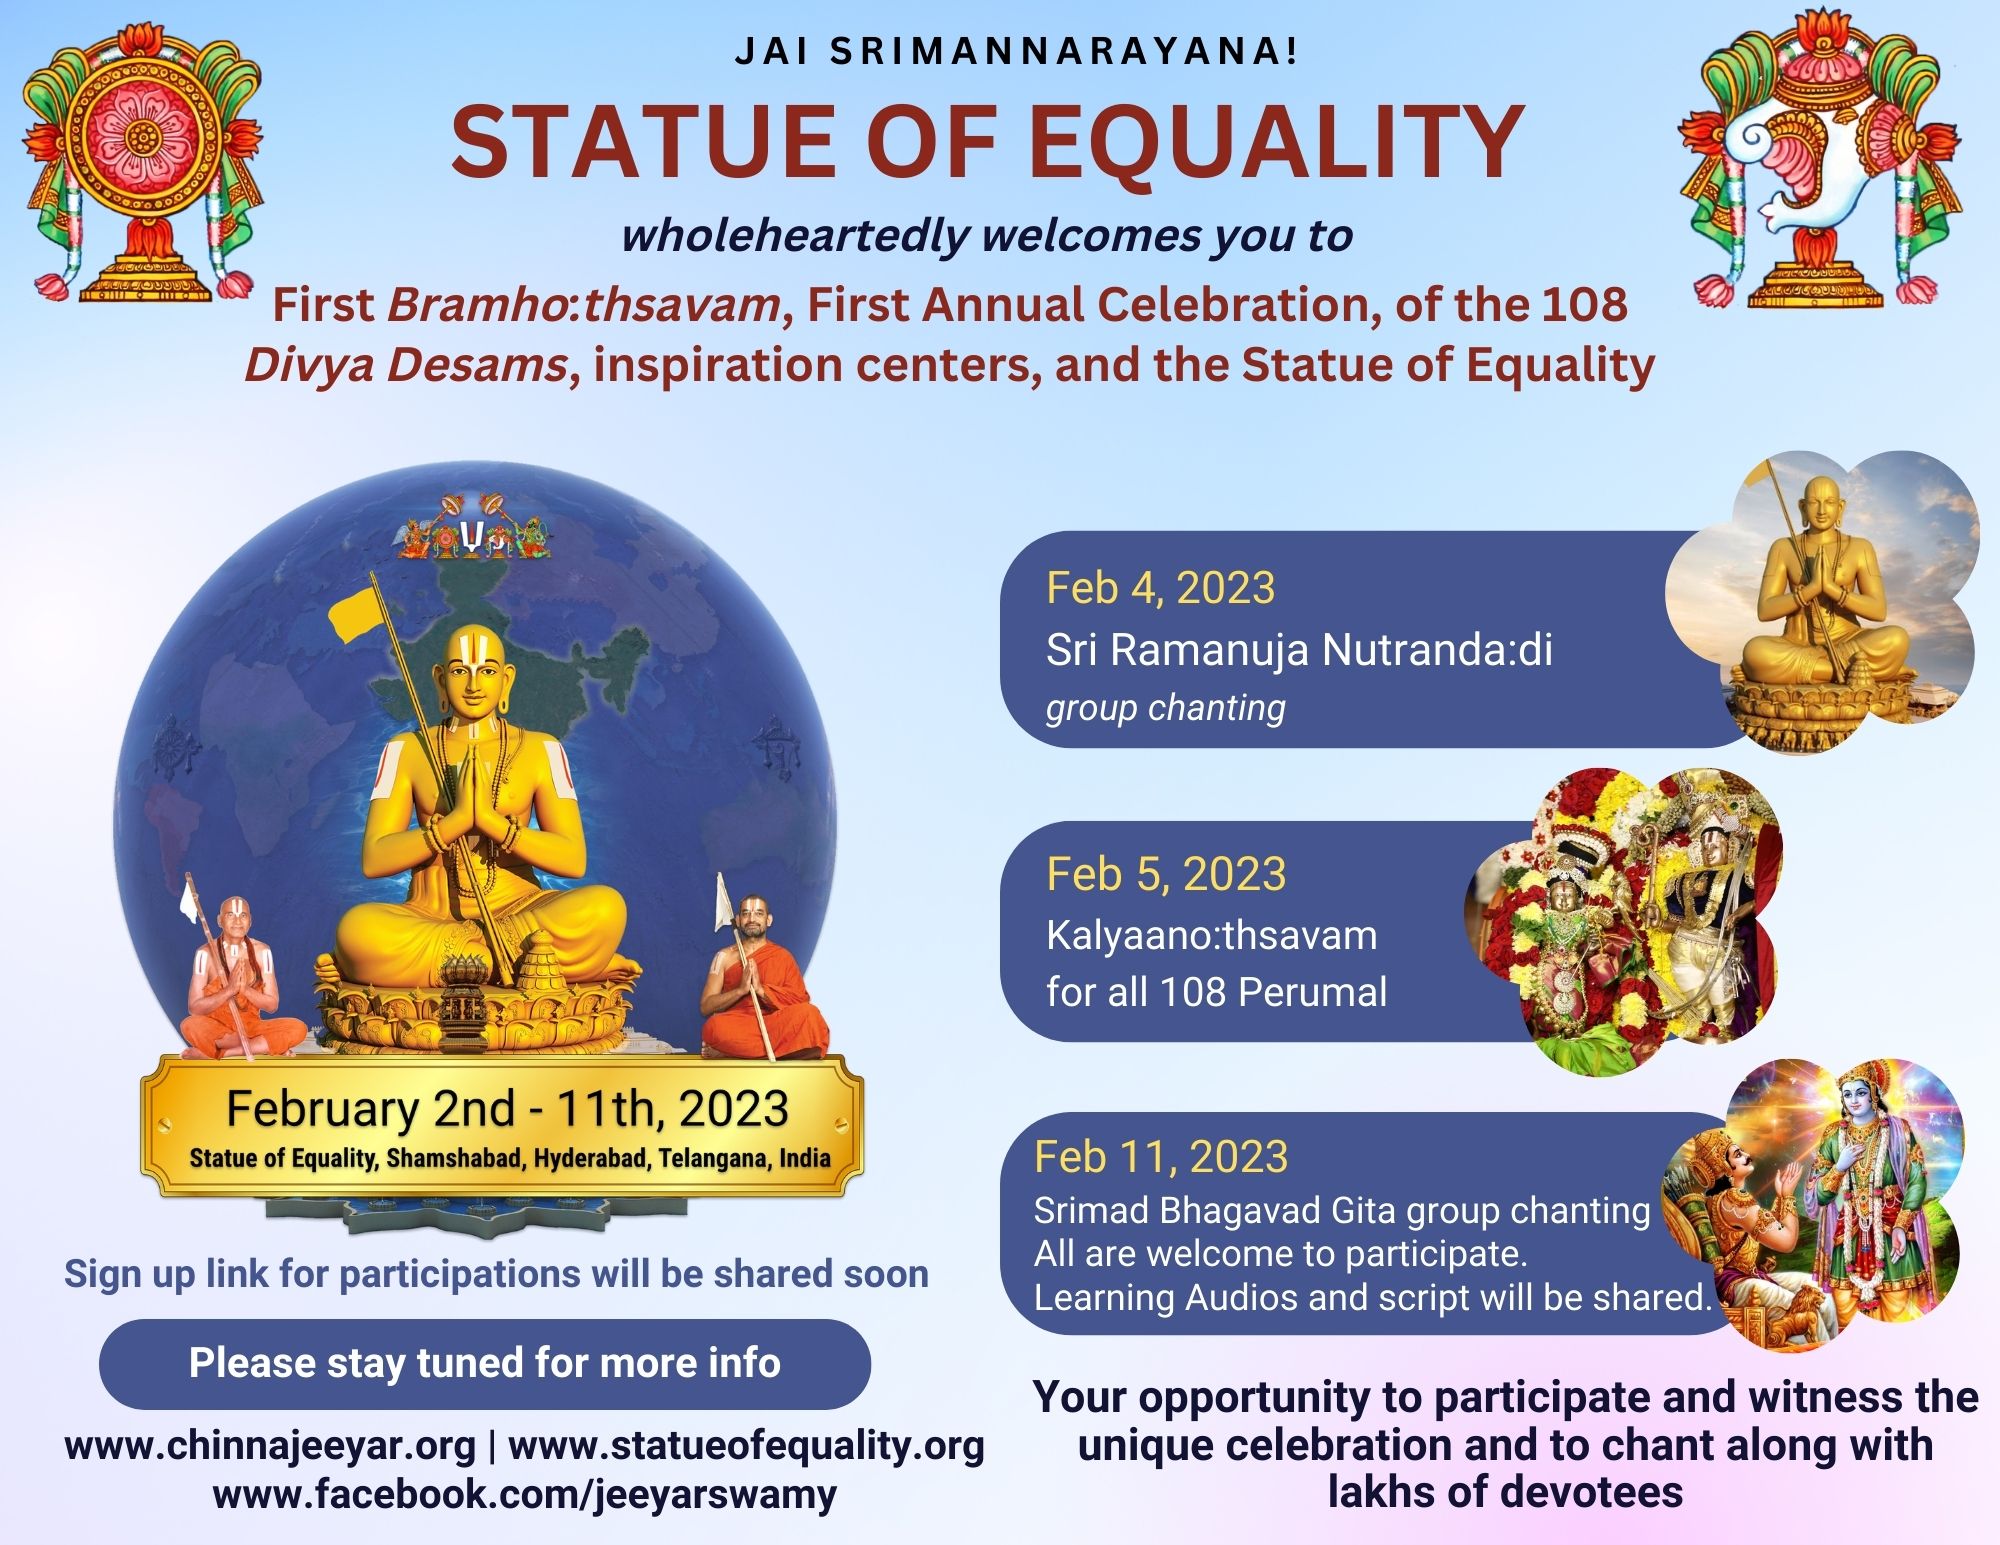 JAI SRIMANNARAYANA!
STATUE OF EQUALITY
wholeheartedly welcomes you to
First Bramho:thsavam, First Annual Celebration, of the 108
Divya Desams, inspiration centers, and the Statue of Equality
February 2nd - 11th, 2023
Statue of Equality, Shamshabad, Hyderabad, Telangana, India
Sign up link for participations will be shared soon
Please stay tuned for more info
www.chinnajeeyar.org | www.statueofequality.org
www.facebook.com/jeeyarswamy
Feb 4, 2023
Sri Ramanuja Nutranda:di
group chanting
Feb 5, 2023
Kalyaano:thsavam
for all 108 Perumal
Feb 11, 2023
Srimad Bhagavad Gita group chanting
All are welcome to participate.
Learning Audios and script will be shared.
Your opportunity to participate and witness the
unique celebration and to chant along with
lakhs of devotees